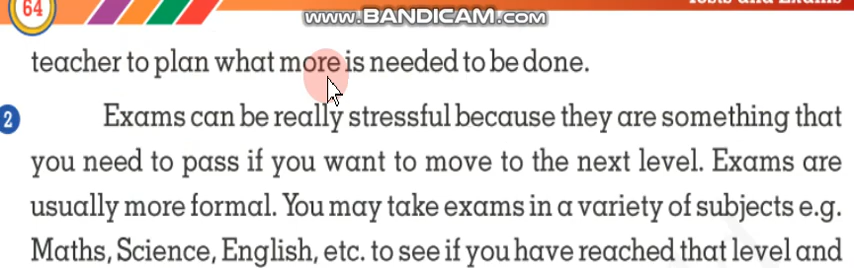 64
www.BANDICAM.com
Tests and Exams
teacher to plan what more is needed to be done.
2
Exams can be really stressful because they are something that
you need to pass if you want to move to the next level. Exams are
usually more formal. You may take exams in a variety of subjects e.g.
Maths, Science, English, etc. to see if you have reached that level and